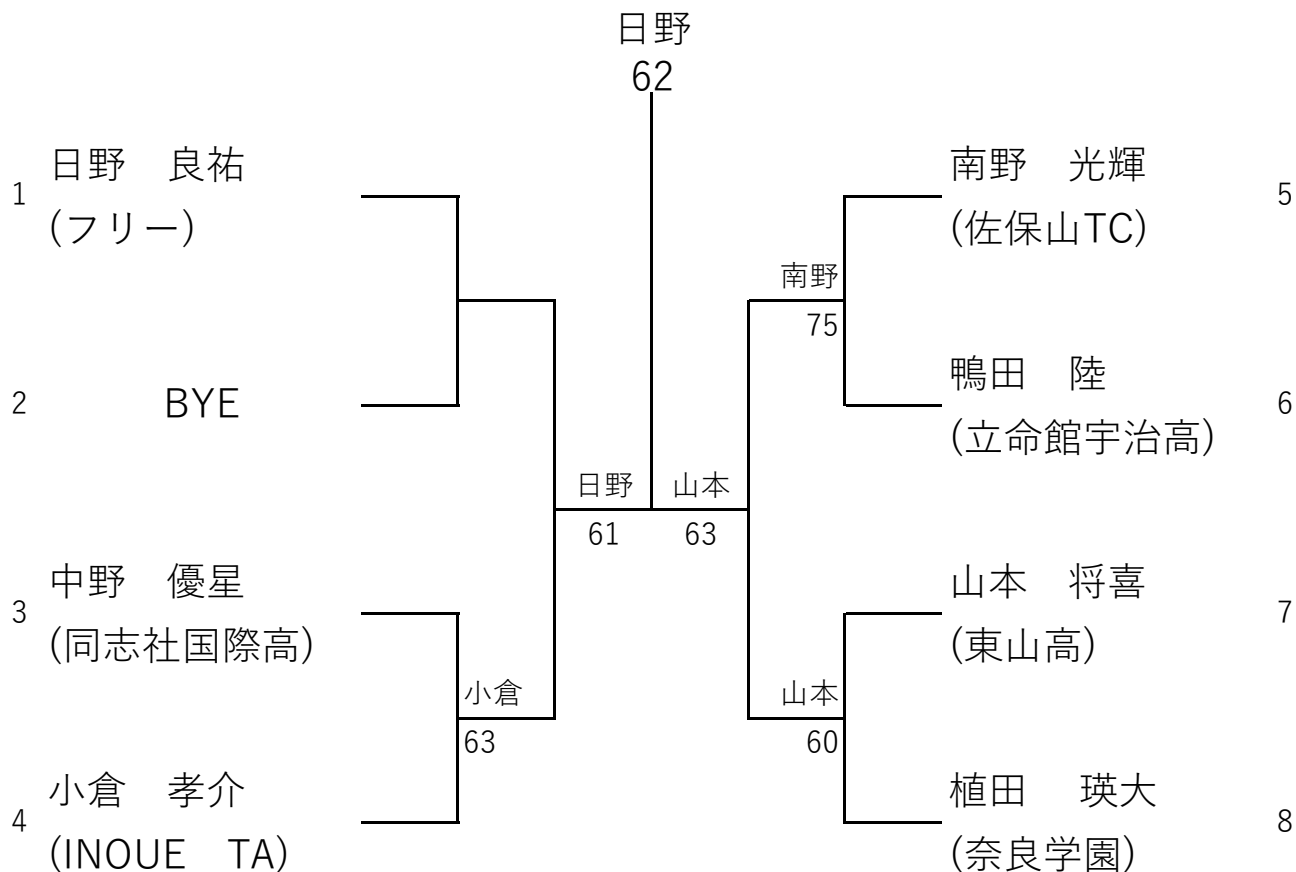 日野
62
1
日野　良祐
(フリー)
2
BYE
3
中野　優星
(同志社国際高)
4
小倉　孝介
(INOUE　TA)
小倉
63
日野
61
山本
63
南野
75
山本
60
南野　光輝
(佐保山TC)
5
鴨田　陸
(立命館宇治高)
6
山本　将喜
(東山高)
7
植田　瑛大
(奈良学園)
8